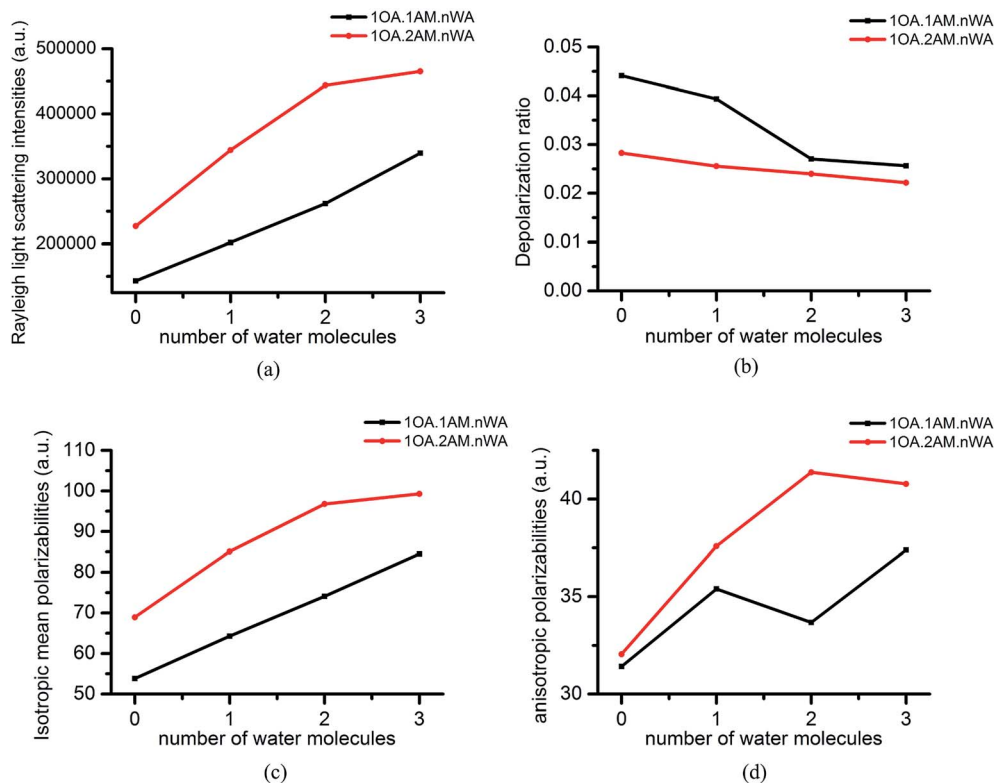 1OA.1AM.nWA
1OA.2AM.nWA
Rayleigh light scattering intensities (a.u.)
500000
400000
300000
200000
0 1 2 3
number of water molecules
(a)
1OA.1AM.nWA
1OA.2AM.nWA
Depolarization ratio
0.05
0.04
0.03
0.02
0.01
0.00
0 1 2 3
number of water molecules
(b)
1OA.1AM.nWA
1OA.2AM.nWA
Isotropic mean polarizabilities (a.u.)
110
100
90
80
70
60
50
0 1 2 3
number of water molecules
(c)
1OA.1AM.nWA
1OA.2AM.nWA
anisotropic polarizabilities (a.u.)
40
35
30
0 1 2 3
number of water molecules
(d)